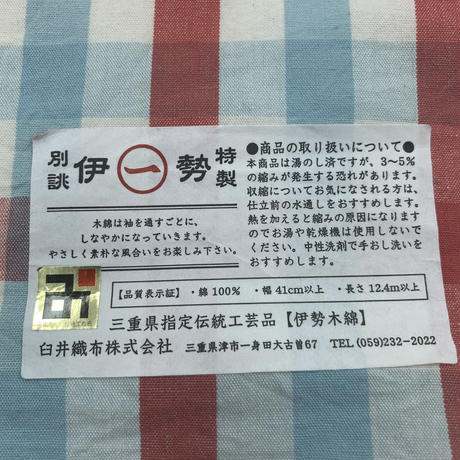 別談 伊 一 勢 特製
木綿は袖を通すごとに、
しなやかになっていきます。
やさしく素朴な風合いをお楽しみ下さい。
●商品の取り扱いについて●
本商品は湯のし済ですが、3〜5%
の縮みが発生する恐れがあります。
収縮についてお気になされる方は、
仕立前の水通しをおすすめします。
熱を加えると縮みの原因になります
のでお湯や乾燥機は使用しないで
ください。中性洗剤で手おし洗いを
おすすめします。
【品質表示証】・綿100% ・幅41cm以上 ・長さ12.4m以上
三重県指定伝統工芸品【伊勢木綿】
臼井織布株式会社 三重県津市一身田大古曽67 TEL(059)232-2022